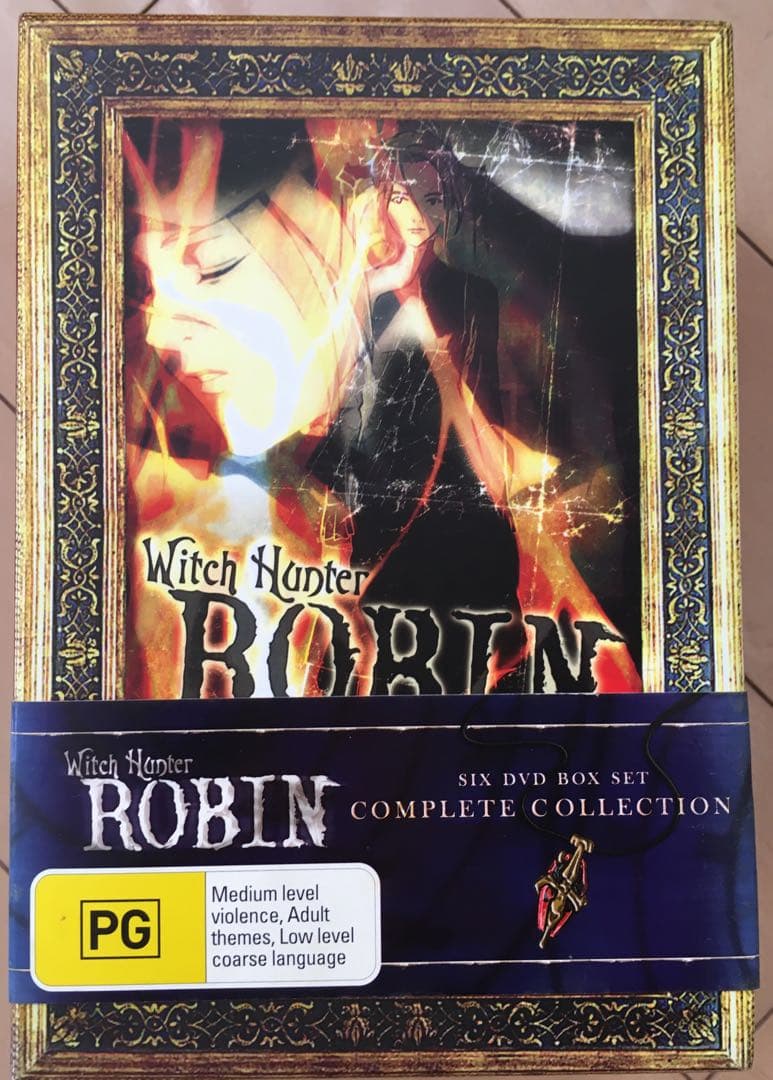 Witch Hunter
ROBIN
Witch Hunter
ROBIN
SIX DVD BOX SET
COMPLETE COLLECTION
PG
Medium level
violence, Adult
themes, Low level
coarse language